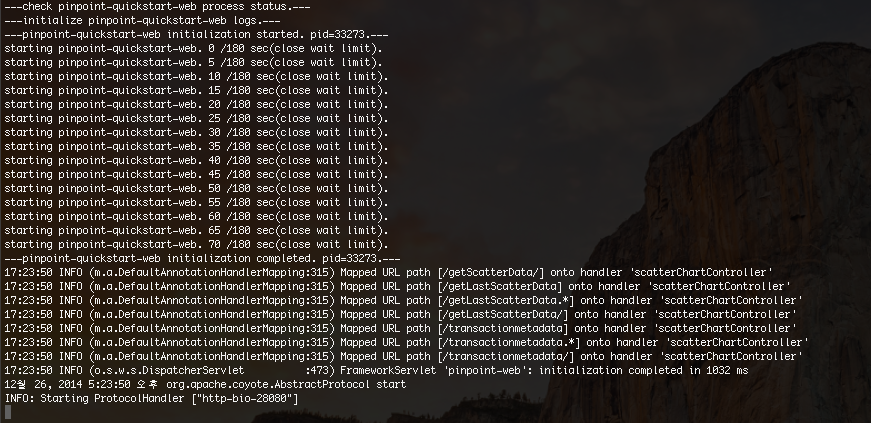 ---check pinpoint-quickstart-web process status.---
---initialize pinpoint-quickstart-web logs.---
---pinpoint-quickstart-web initialization started. pid=33273.---
starting pinpoint-quickstart-web. 0 /180 sec(close wait limit).
starting pinpoint-quickstart-web. 5 /180 sec(close wait limit).
starting pinpoint-quickstart-web. 10 /180 sec(close wait limit).
starting pinpoint-quickstart-web. 15 /180 sec(close wait limit).
starting pinpoint-quickstart-web. 20 /180 sec(close wait limit).
starting pinpoint-quickstart-web. 25 /180 sec(close wait limit).
starting pinpoint-quickstart-web. 30 /180 sec(close wait limit).
starting pinpoint-quickstart-web. 35 /180 sec(close wait limit).
starting pinpoint-quickstart-web. 40 /180 sec(close wait limit).
starting pinpoint-quickstart-web. 45 /180 sec(close wait limit).
starting pinpoint-quickstart-web. 50 /180 sec(close wait limit).
starting pinpoint-quickstart-web. 55 /180 sec(close wait limit).
starting pinpoint-quickstart-web. 60 /180 sec(close wait limit).
starting pinpoint-quickstart-web. 65 /180 sec(close wait limit).
starting pinpoint-quickstart-web. 70 /180 sec(close wait limit).
---pinpoint-quickstart-web initialization completed. pid=33273.---
17:23:50 INFO (m.a.DefaultAnnotationHandlerMapping:315) Mapped URL path [/getScatterData/] onto handler 'scatterChartController'
17:23:50 INFO (m.a.DefaultAnnotationHandlerMapping:315) Mapped URL path [/getLastScatterData] onto handler 'scatterChartController'
17:23:50 INFO (m.a.DefaultAnnotationHandlerMapping:315) Mapped URL path [/getLastScatterData.*] onto handler 'scatterChartController'
17:23:50 INFO (m.a.DefaultAnnotationHandlerMapping:315) Mapped URL path [/getLastScatterData/] onto handler 'scatterChartController'
17:23:50 INFO (m.a.DefaultAnnotationHandlerMapping:315) Mapped URL path [/transactionmetadata] onto handler 'scatterChartController'
17:23:50 INFO (m.a.DefaultAnnotationHandlerMapping:315) Mapped URL path [/transactionmetadata.*] onto handler 'scatterChartController'
17:23:50 INFO (m.a.DefaultAnnotationHandlerMapping:315) Mapped URL path [/transactionmetadata/] onto handler 'scatterChartController'
17:23:50 INFO (o.s.w.s.DispatcherServlet          :473) FrameworkServlet 'pinpoint-web': initialization completed in 1032 ms
12월 26, 2014 5:23:50 오후 org.apache.coyote.AbstractProtocol start
INFO: Starting ProtocolHandler ["http-bio-28080"]